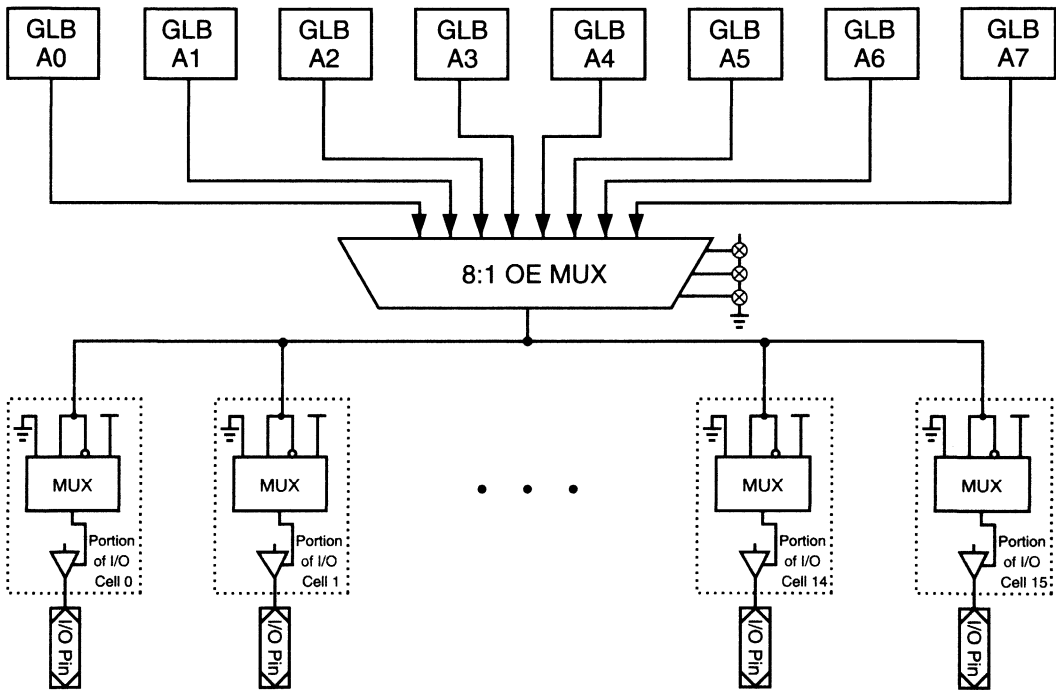 GLB
A0
GLB
A1
GLB
A2
GLB
A3
GLB
A4
GLB
A5
GLB
A6
GLB
A7
8:1 OE MUX
MUX
Portion
of I/O
Cell 0
I/O Pin
MUX
Portion
of I/O
Cell 1
I/O Pin
MUX
Portion
of I/O
Cell 14
I/O Pin
MUX
Portion
of I/O
Cell 15
I/O Pin